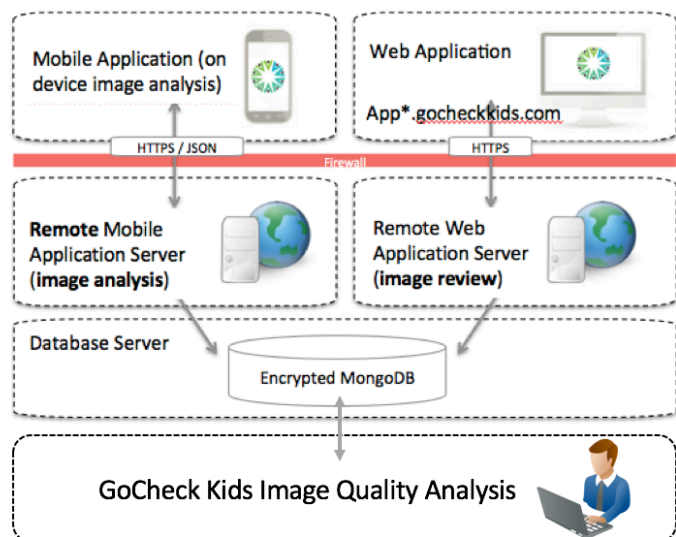 Mobile Application (on
device image analysis)
Web Application
App*.gocheckkids.com
HTTPS / JSON
HTTPS
Firewall
Remote Mobile
Application Server
(image analysis)
Remote Web
Application Server
(image review)
Database Server
Encrypted MongoDB
GoCheck Kids Image Quality Analysis